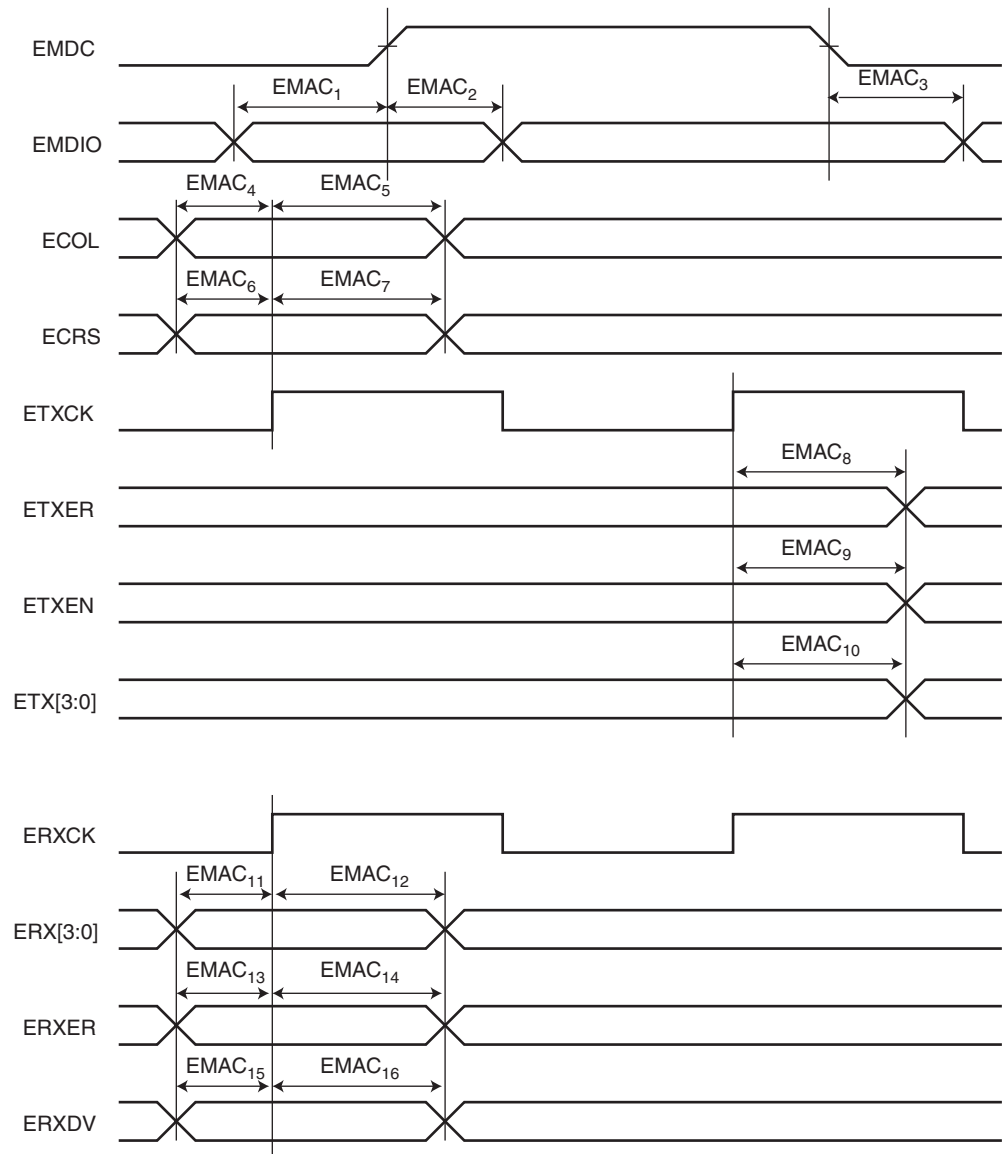 EMDC
EMAC1 EMAC2 EMAC3
EMDIO
EMAC4 EMAC5
ECOL
EMAC6 EMAC7
ECRS
ETXCK
EMAC8
ETXER
EMAC9
ETXEN
EMAC10
ETX[3:0]
ERXCK
EMAC11 EMAC12
ERX[3:0]
EMAC13 EMAC14
ERXER
EMAC15 EMAC16
ERXDV